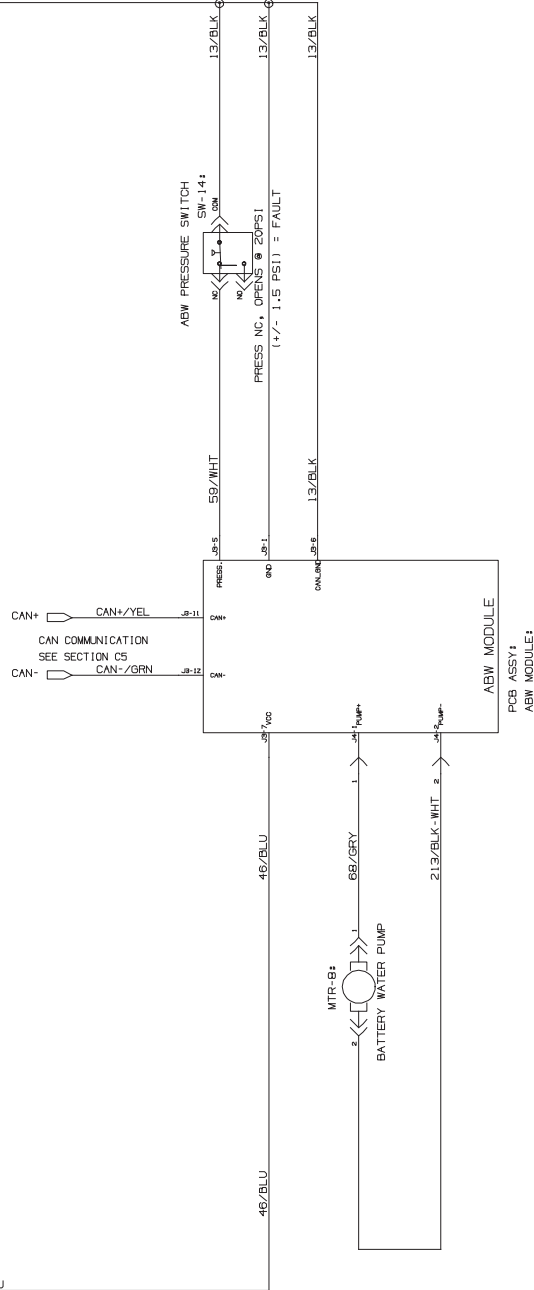 13/BLK
13/BLK
13/BLK
ABW PRESSURE SWITCH
SW-14:
COM
NC
NO
PRESS NC, OPENS @ 20PSI
(+/- 1.5 PSI) = FAULT
59/WHT
13/BLK
J3-5
J3-1
J3-6
PRESS.
GND
CAN_GND
CAN+
CAN+/YEL
J3-11
CAN+
CAN COMMUNICATION
SEE SECTION C5
CAN-
CAN-/GRN
J3-12
CAN-
ABW MODULE
PCB ASSY:
ABW MODULE:
J3-7
VCC
J4-1
PUMP+
J4-2
PUMP-
1
2
46/BLU
68/GRY
213/BLK-WHT
MTR-8:
1
2
BATTERY WATER PUMP
46/BLU
U